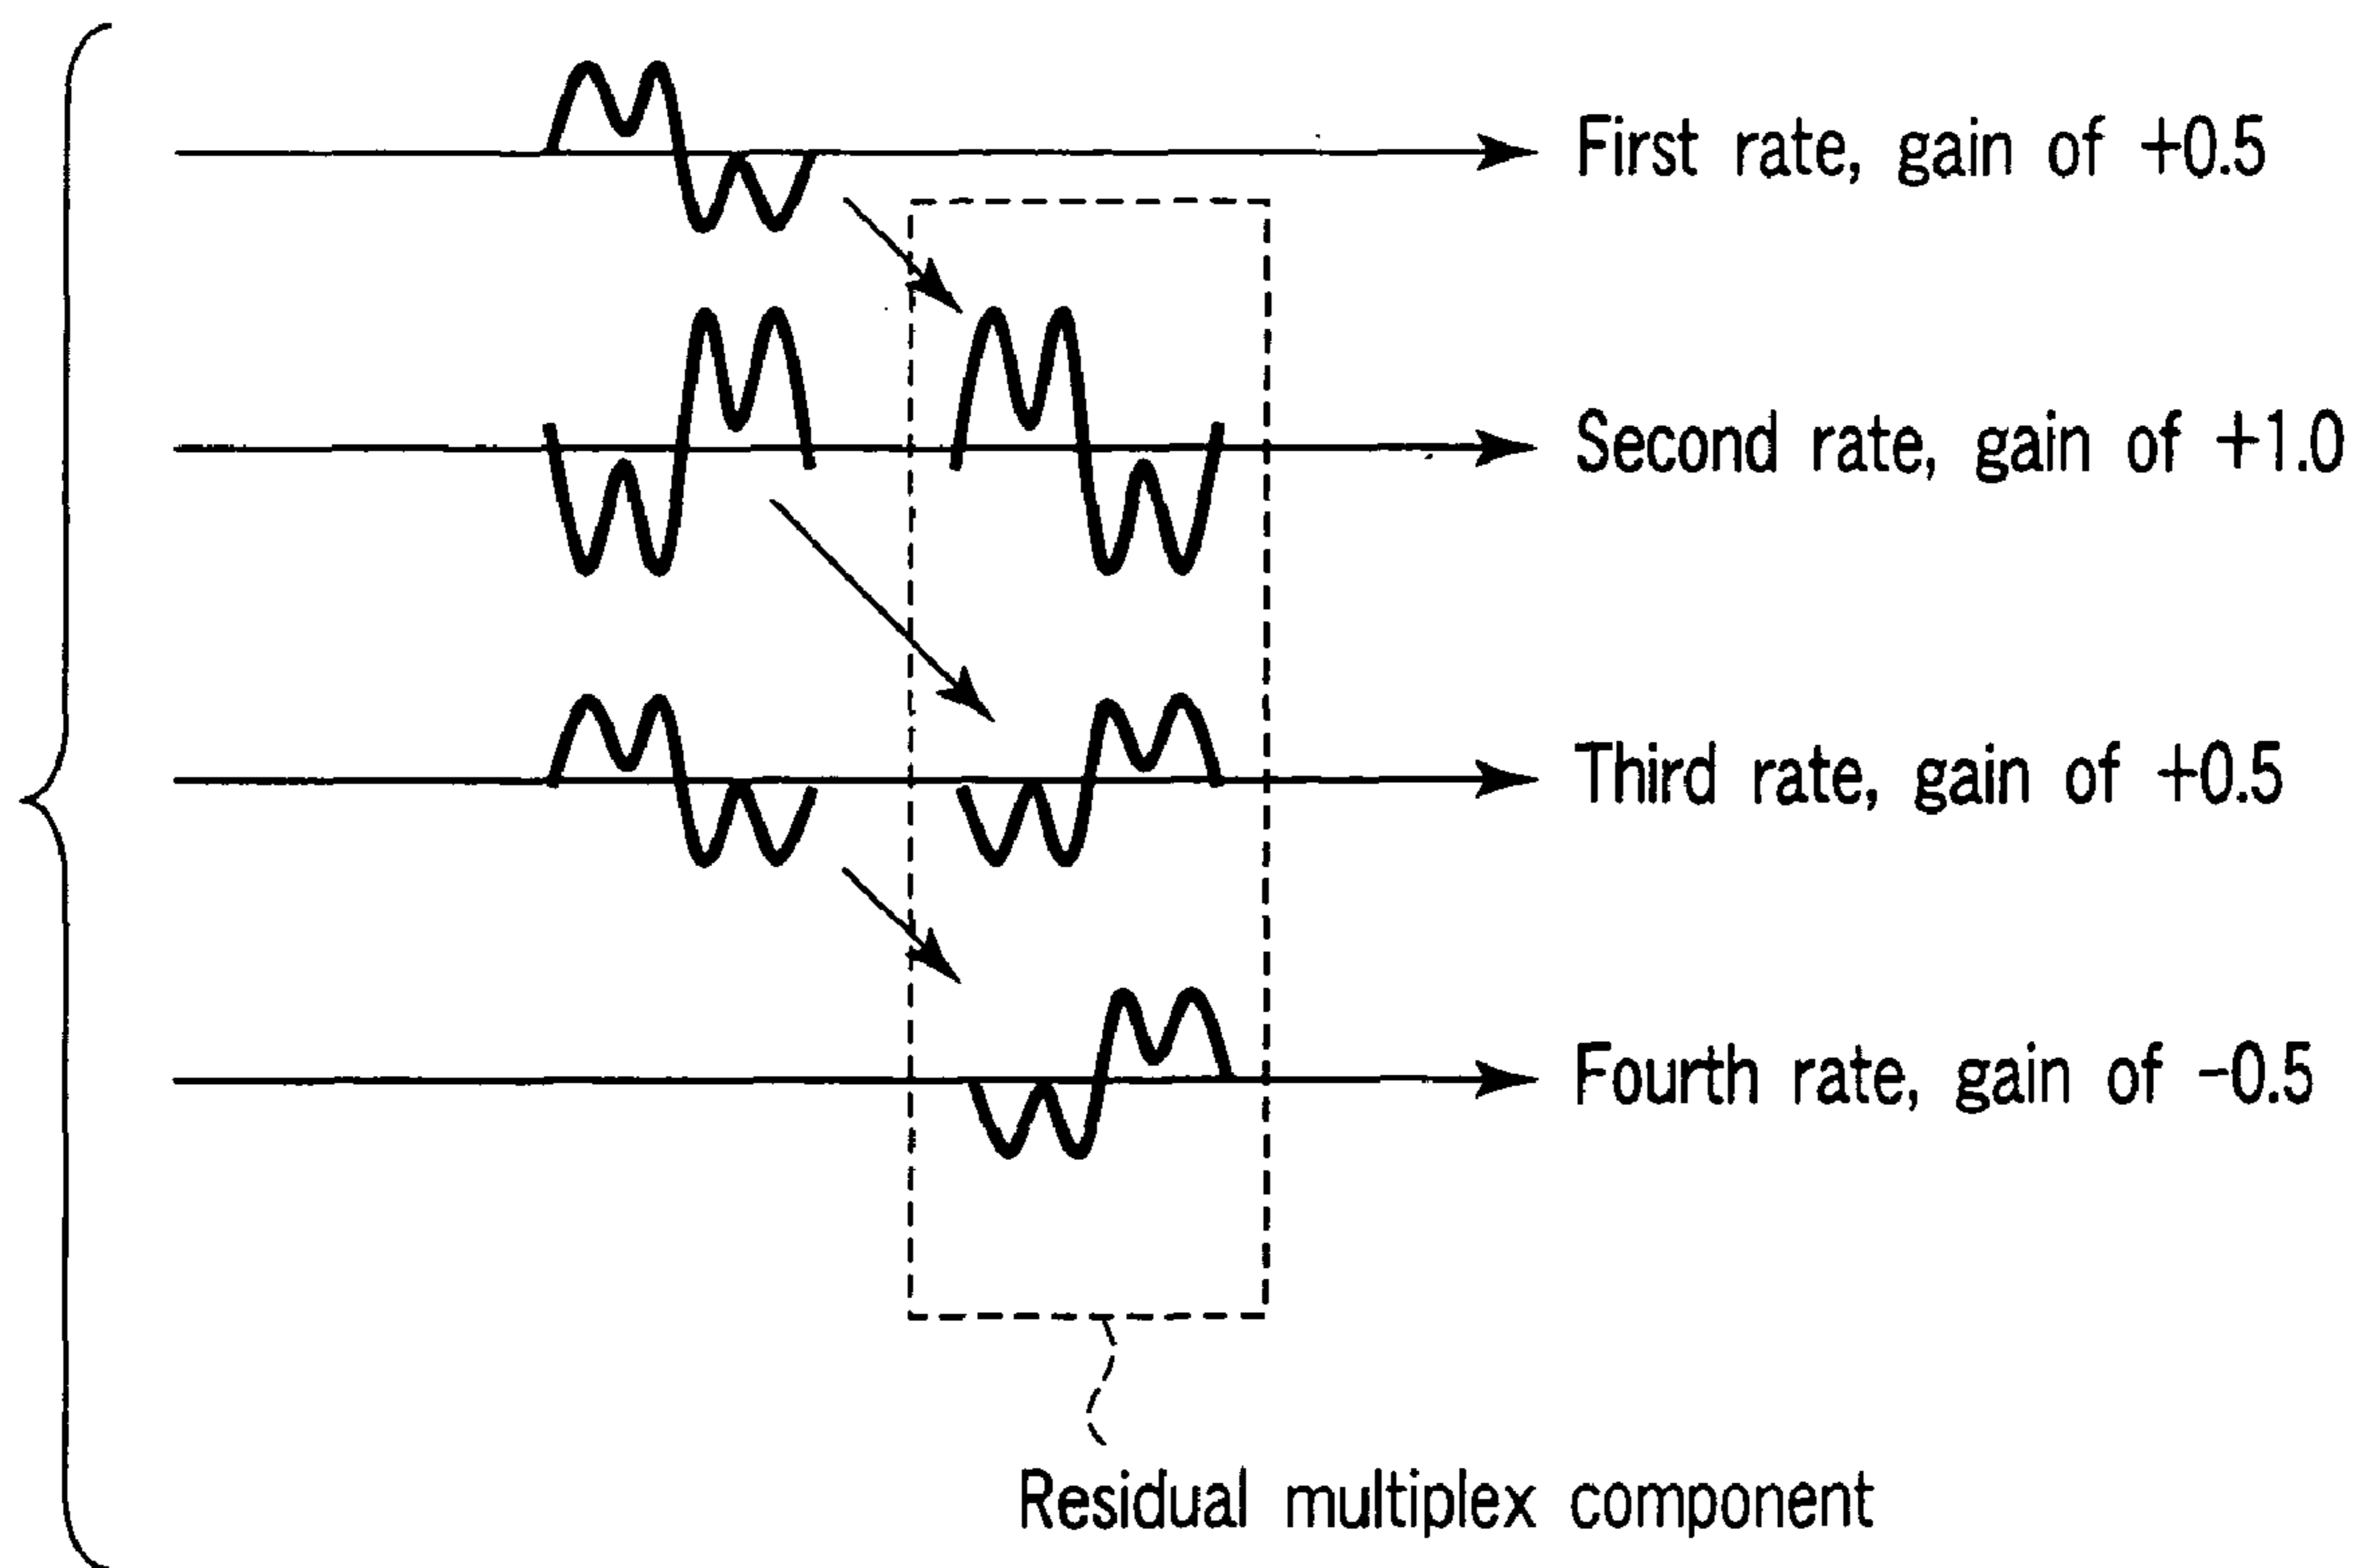 First rate, gain of +0.5
Second rate, gain of +1.0
Third rate, gain of +0.5
Fourth rate, gain of -0.5
Residual multiplex component